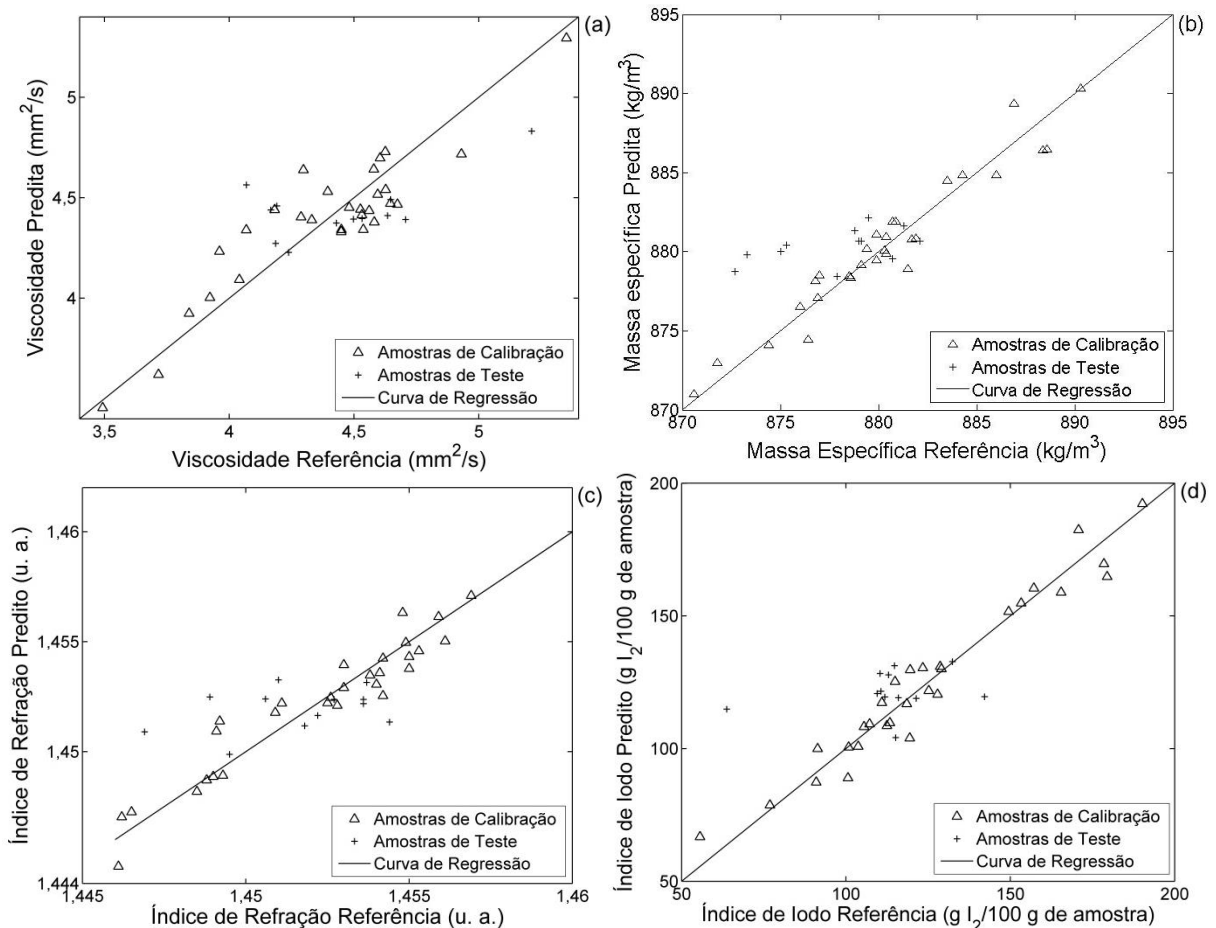 (a)
Viscosidade Predita (mm²/s)
5
4,5
4
3,5
4
4,5
5
Amostras de Calibração
Amostras de Teste
Curva de Regressão
Viscosidade Referência (mm²/s)
(b)
Massa específica Predita (kg/m³)
895
890
885
880
875
870
870
875
880
885
890
895
Amostras de Calibração
Amostras de Teste
Curva de Regressão
Massa Específica Referência (kg/m³)
(c)
Índice de Refração Predito (u. a.)
1,46
1,455
1,45
1,444
1,445
1,45
1,455
1,46
Amostras de Calibração
Amostras de Teste
Curva de Regressão
Índice de Refração Referência (u. a.)
(d)
Índice de Iodo Predito (g I₂/100 g de amostra)
200
150
100
50
50
100
150
200
Amostras de Calibração
Amostras de Teste
Curva de Regressão
Índice de Iodo Referência (g I₂/100 g de amostra)